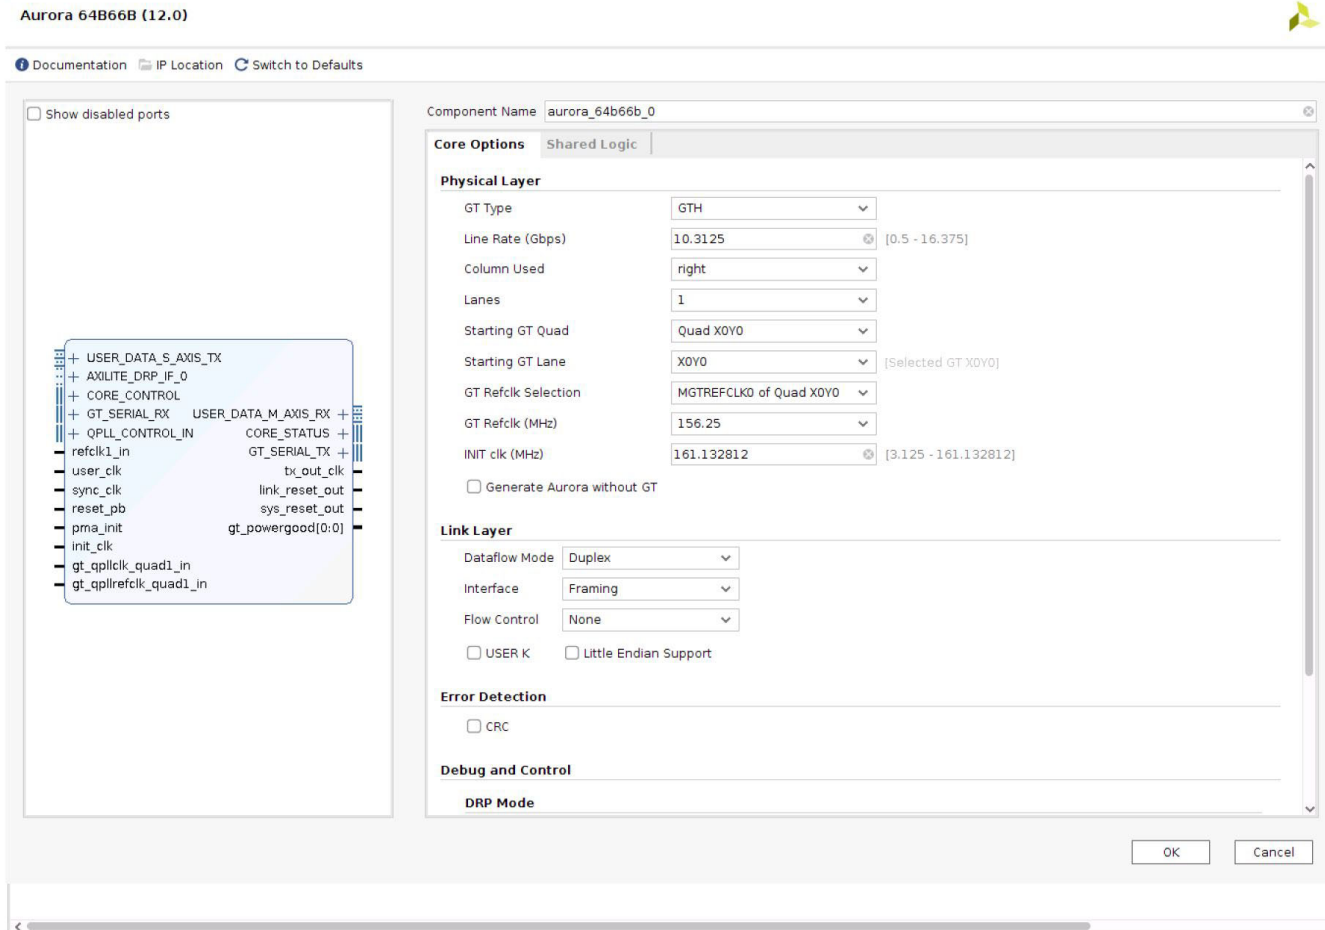 Aurora 64B66B (12.0)
Documentation IP Location Switch to Defaults
Show disabled ports
USER_DATA_S_AXIS_TX
AXILITE_DRP_IF_0
CORE_CONTROL
GT_SERIAL_RX USER_DATA_M_AXIS_RX
QPLL_CONTROL_IN CORE_STATUS
refclk1_in GT_SERIAL_TX
user_clk tx_out_clk
sync_clk link_reset_out
reset_pb sys_reset_out
pma_init gt_powergood[0:0]
init_clk
gt_qpllclk_quad1_in
gt_qpllrefclk_quad1_in
Component Name aurora_64b66b_0
Core Options Shared Logic
Physical Layer
GT Type GTH
Line Rate (Gbps) 10.3125 [0.5 - 16.375]
Column Used right
Lanes 1
Starting GT Quad Quad X0Y0
Starting GT Lane X0Y0 [Selected GT X0Y0]
GT Refclk Selection MGTREFCLK0 of Quad X0Y0
GT Refclk (MHz) 156.25
INIT clk (MHz) 161.132812 [3.125 - 161.132812]
Generate Aurora without GT
Link Layer
Dataflow Mode Duplex
Interface Framing
Flow Control None
USER K Little Endian Support
Error Detection
CRC
Debug and Control
DRP Mode
OK Cancel